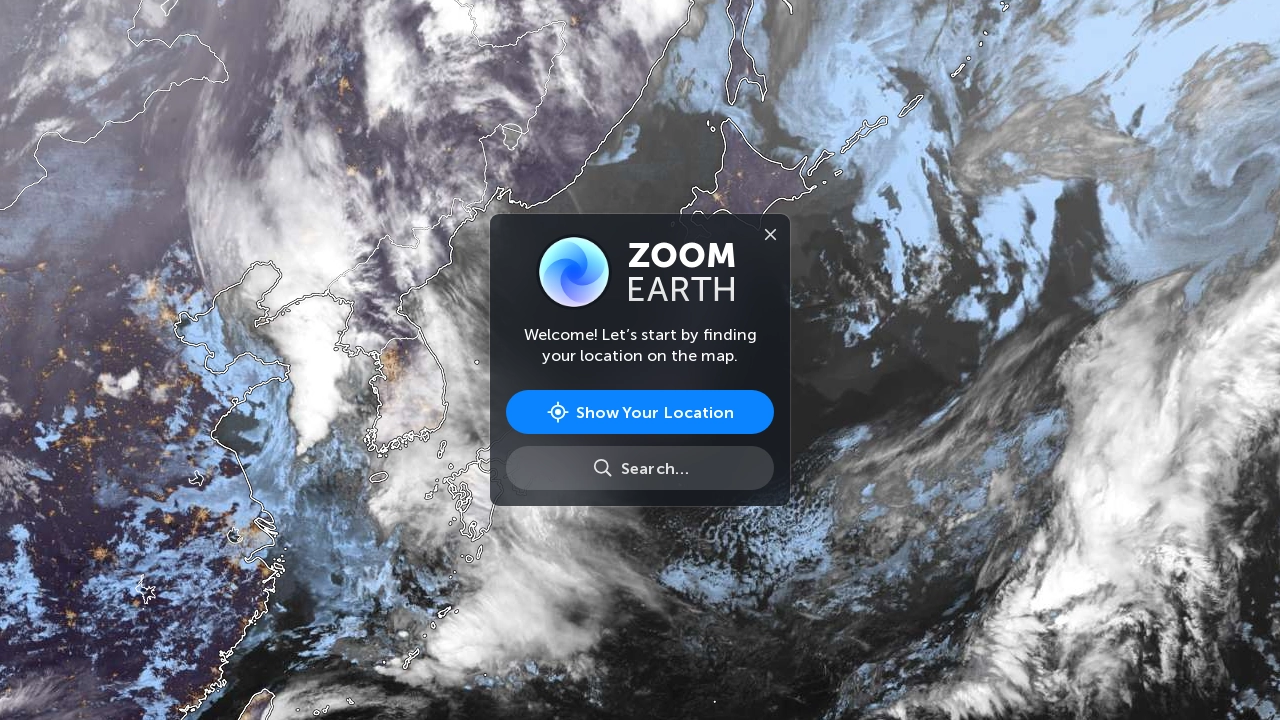 ZOOM
EARTH
Welcome! Let’s start by finding
your location on the map.
Show Your Location
Search...